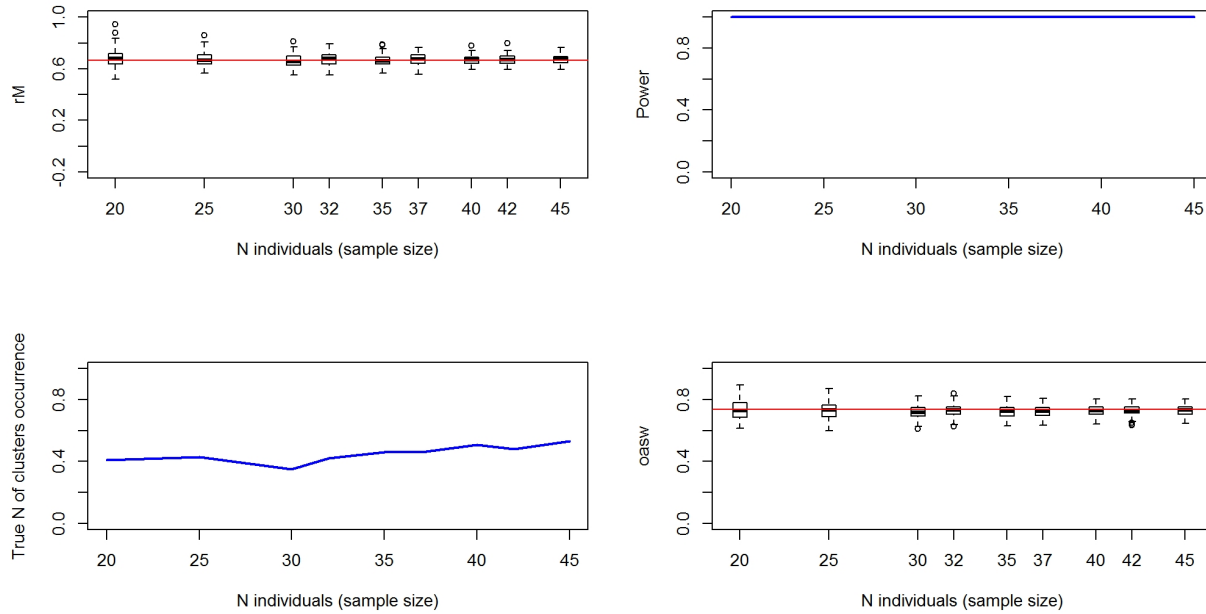 rM
1.0
0.6
0.2
-0.2
20 25 30 32 35 37 40 42 45
N individuals (sample size)
Power
0.8
0.4
0.0
20 25 30 35 40 45
N individuals (sample size)
True N of clusters occurrence
0.8
0.4
0.0
20 25 30 35 40 45
N individuals (sample size)
oasw
0.8
0.4
0.0
20 25 30 32 35 37 40 42 45
N individuals (sample size)